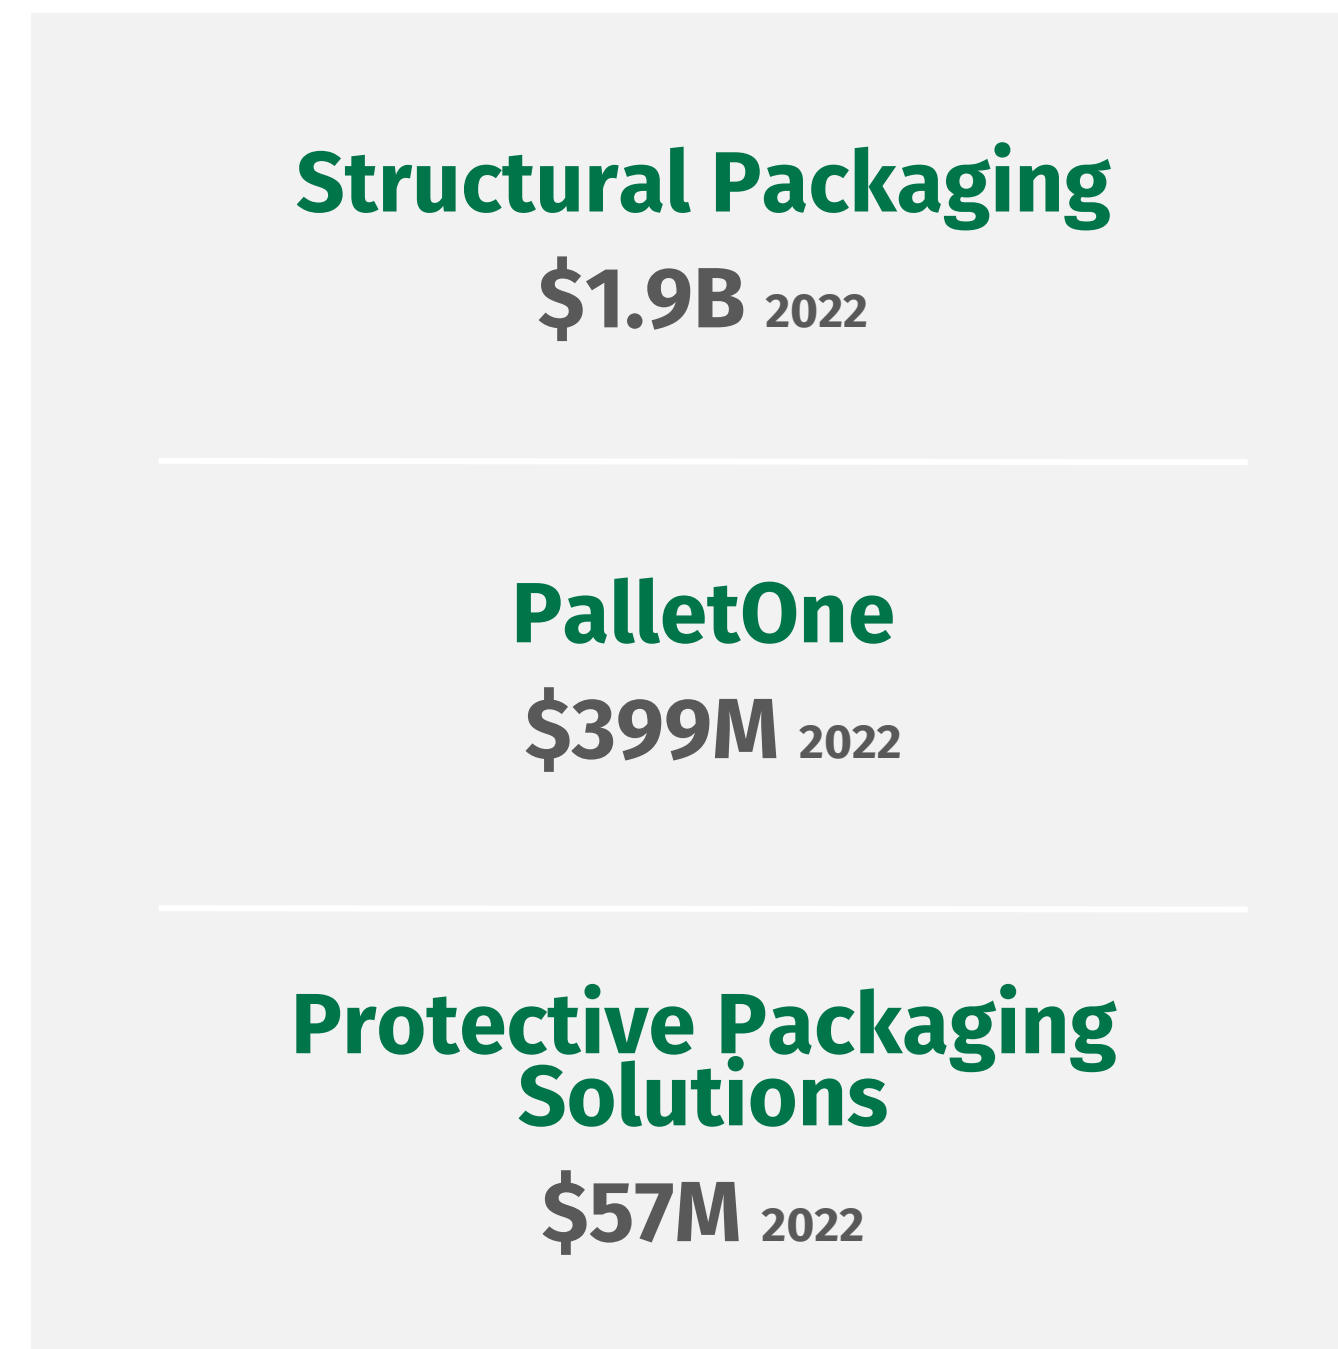 Structural Packaging
$1.9B 2022
PalletOne
$399M 2022
Protective Packaging
Solutions
$57M 2022